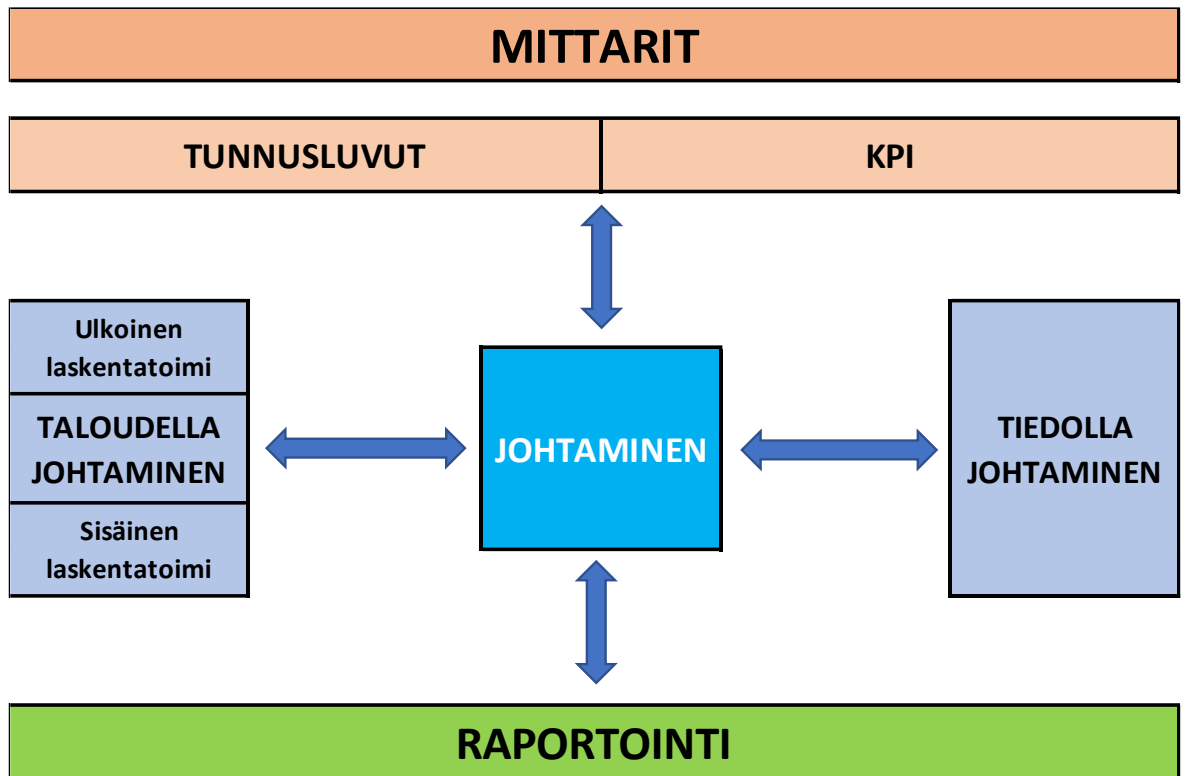 MITTARIT
TUNNUSLUVUT
KPI
Ulkoinen
laskentatoimi
TALOUDELLA
JOHTAMINEN
Sisäinen
laskentatoimi
JOHTAMINEN
TIEDOLLA
JOHTAMINEN
RAPORTOINTI